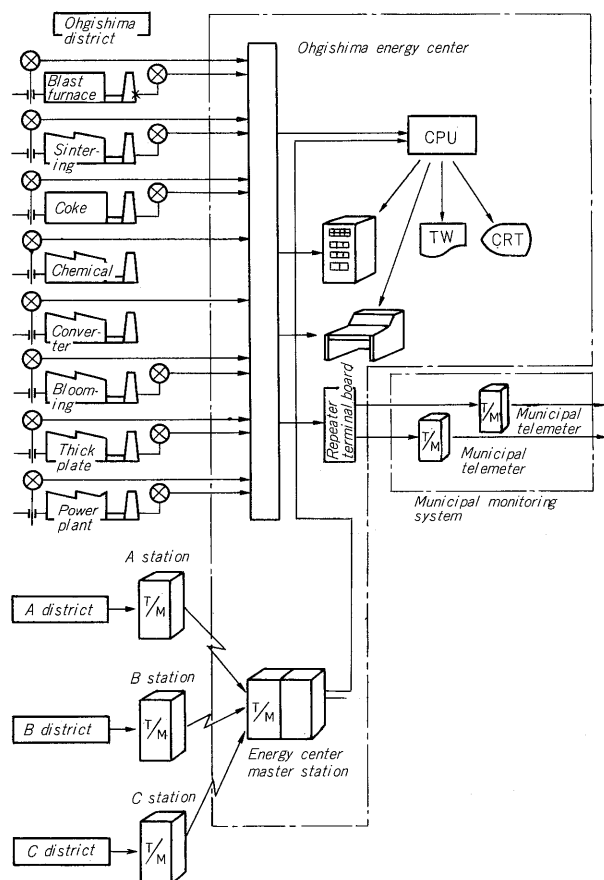 Ohgishima
district
Ohgishima energy center
Blast
furnace
Sinter-
ing
Coke
Chemical
Conver-
ter
Bloom-
ing
Thick
plate
Power
plant
CPU
TW
CRT
Repeater
terminal board
T/M
Municipal
telemeter
T/M
Municipal
telemeter
Municipal monitoring
system
A station
A district
T/M
B station
B district
T/M
T/M
Energy center
master station
C station
C district
T/M